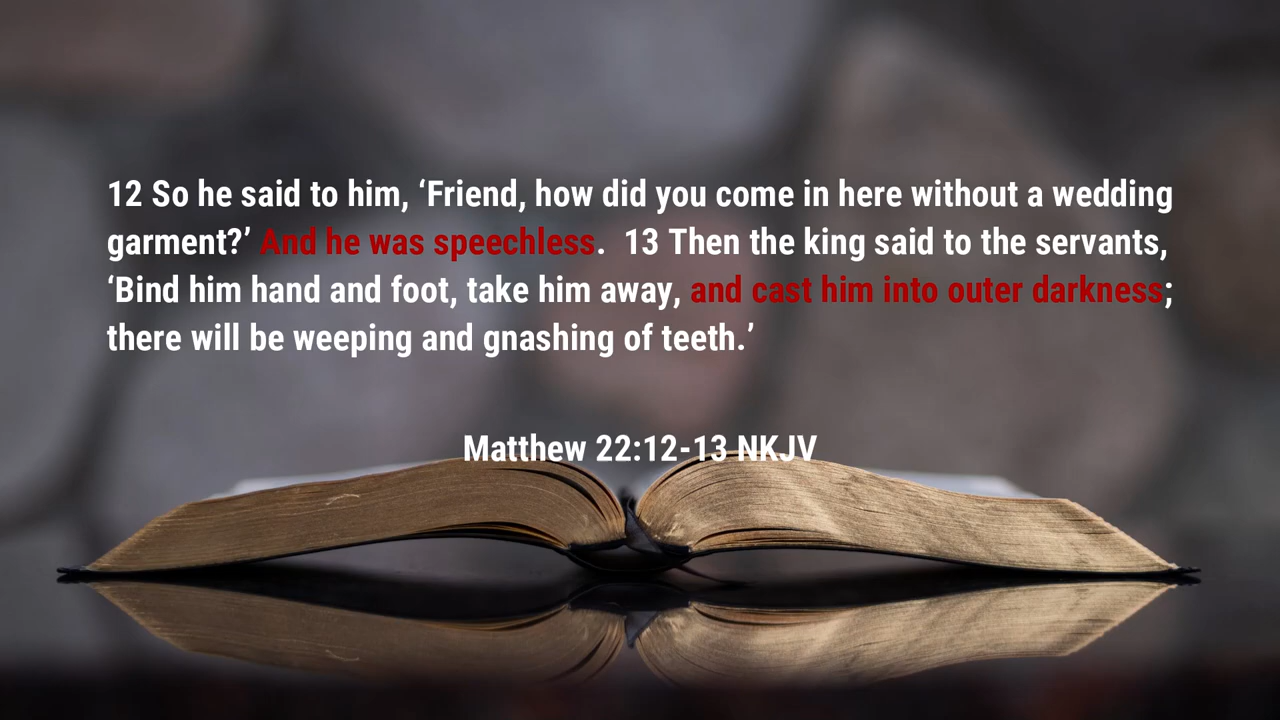 12 So he said to him, ‘Friend, how did you come in here without a wedding
garment?’ And he was speechless.  13 Then the king said to the servants,
‘Bind him hand and foot, take him away, and cast him into outer darkness;
there will be weeping and gnashing of teeth.’
Matthew 22:12-13 NKJV